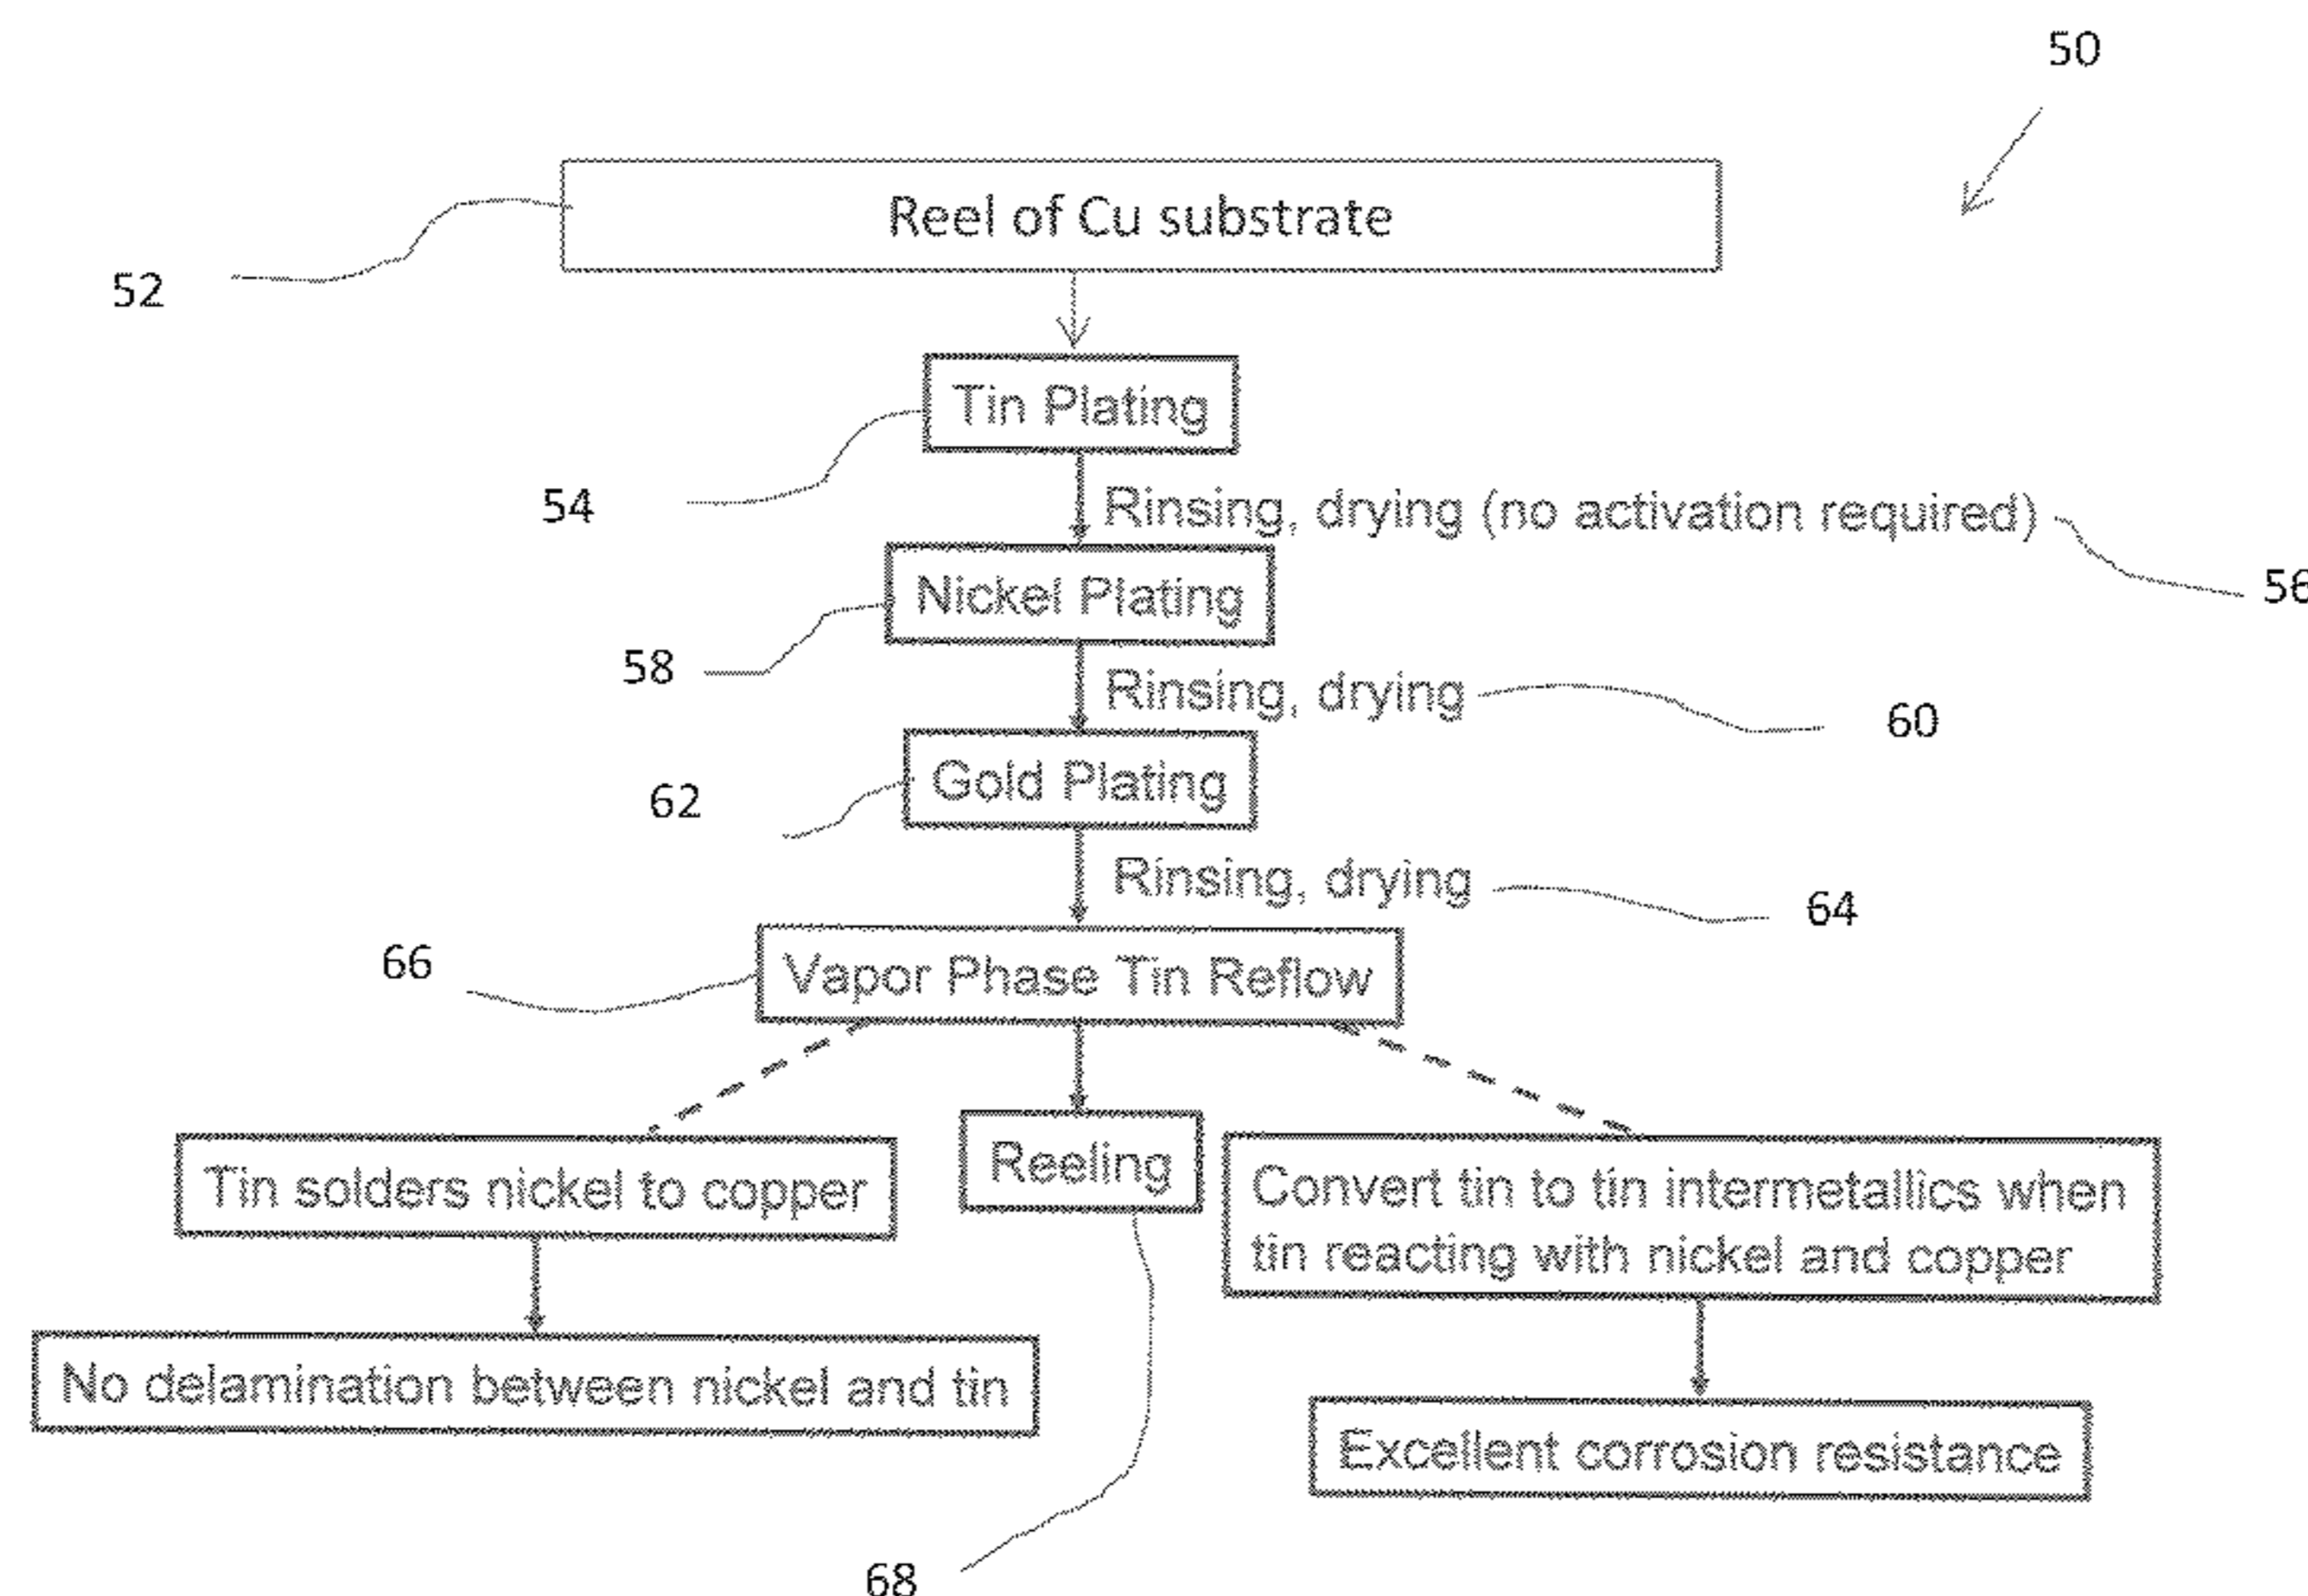 50
Reel of Cu substrate
52
Tin Plating
54
Rinsing, drying (no activation required)
56
Nickel Plating
58
Rinsing, drying
60
Gold Plating
62
Rinsing, drying
64
66
Vapor Phase Tin Reflow
Tin solders nickel to copper
Reeling
Convert tin to tin intermetallics when
tin reacting with nickel and copper
No delamination between nickel and tin
Excellent corrosion resistance
68